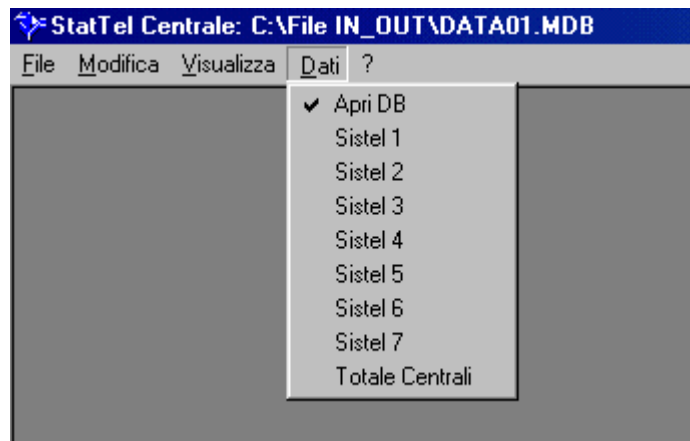 StatTel Centrale: C:\File IN_OUT\DATA01.MDB
File Modifica Visualizza Dati ?
Apri DB
Sistel 1
Sistel 2
Sistel 3
Sistel 4
Sistel 5
Sistel 6
Sistel 7
Totale Centrali